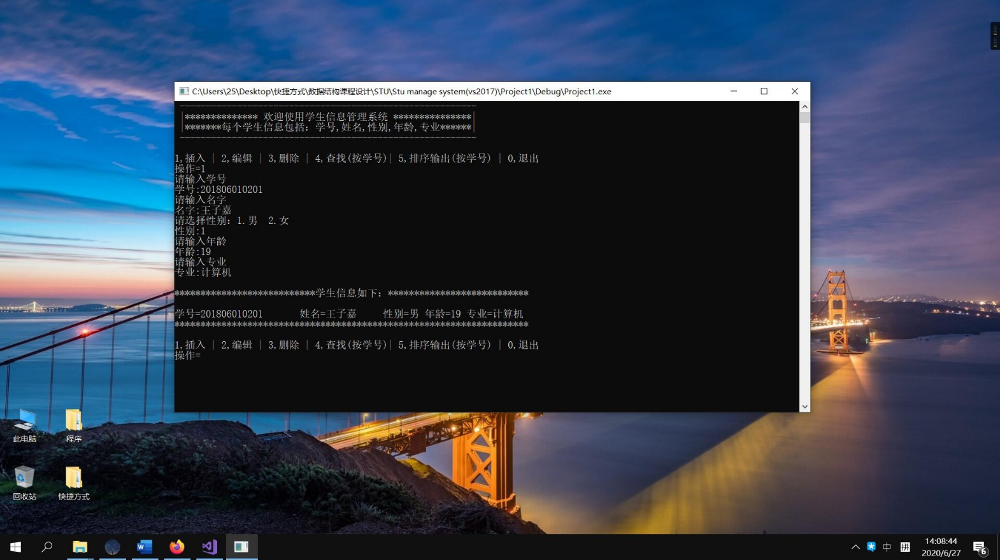 C:\Users\25\Desktop\快捷方式\数据结构课程设计\STU\Stu manage system(vs2017)\Project1\Debug\Project1.exe
---------------------------------------------------------
|************** 欢迎使用学生信息管理系统 ***************|
|*******每个学生信息包括：学号,姓名,性别,年龄,专业******|
---------------------------------------------------------
1,插入 | 2,编辑 | 3,删除 | 4,查找(按学号)| 5,排序输出(按学号) | 0,退出
操作=1
请输入学号
学号:201806010201
请输入名字
名字:王子嘉
请选择性别：1.男  2.女
性别:1
请输入年龄
年龄:19
请输入专业
专业:计算机
***************************学生信息如下：***************************
学号=201806010201       姓名=王子嘉     性别=男 年龄=19 专业=计算机
********************************************************************
1,插入 | 2,编辑 | 3,删除 | 4,查找(按学号)| 5,排序输出(按学号) | 0,退出
操作=
此电脑
程序
回收站
快捷方式
中
拼
14:08:44
2020/6/27
6